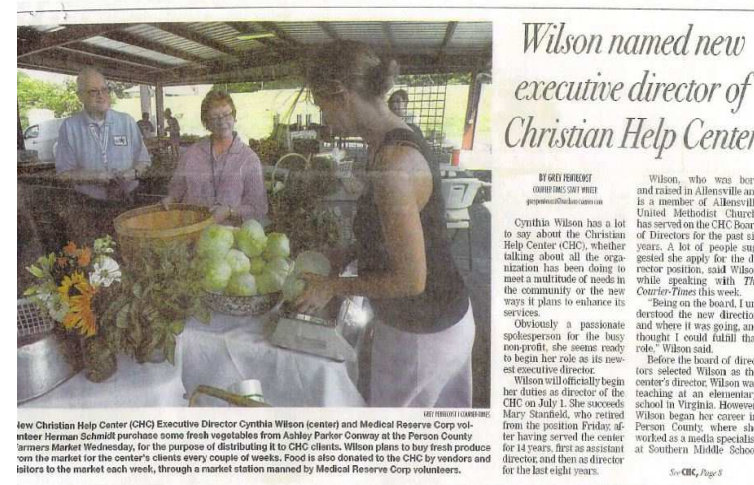 Wilson named new
executive director of
Christian Help Center
BY GREY PENTECOST
COURIER-TIMES STAFF WRITER
Cynthia Wilson has a lot
to say about the Christian
Help Center (CHC), whether
talking about all the orga-
nization has been doing to
meet a multitude of needs in
the community or the new
ways it plans to enhance its
services.
Obviously a passionate
spokesperson for the busy
non-profit, she seems ready
to begin her role as its new-
est executive director.
Wilson will officially begin
her duties as director of the
CHC on July 1. She succeeds
Mary Stanfield, who retired
from the position Friday, af-
ter having served the center
for 14 years, first as assistant
director, and then as director
for the last eight years.
Wilson, who was bor
and raised in Allensville an
is a member of Allensvill
United Methodist Churc
has served on the CHC Boar
of Directors for the past si
years. A lot of people sug
gested she apply for the di
rector position, said Wilso
while speaking with Th
Courier-Times this week.
"Being on the board, I un
derstood the new direction
and where it was going, and
thought I could fulfill tha
role," Wilson said.
Before the board of direc
tors selected Wilson as th
center's director, Wilson wa
teaching at an elementar
school in Virginia. However
Wilson began her career i
Person County, where sh
worked as a media specialis
at Southern Middle Schoo
See CHC, Page 8
GREY PENTECOST | COURIER-TIMES
New Christian Help Center (CHC) Executive Director Cynthia Wilson (center) and Medical Reserve Corp vol-
unteer Herman Schmidt purchase some fresh vegetables from Ashley Parker Conway at the Person County
Farmers Market Wednesday, for the purpose of distributing it to CHC clients. Wilson plans to buy fresh produce
from the market for the center's clients every couple of weeks. Food is also donated to the CHC by vendors and
visitors to the market each week, through a market station manned by Medical Reserve Corp volunteers.